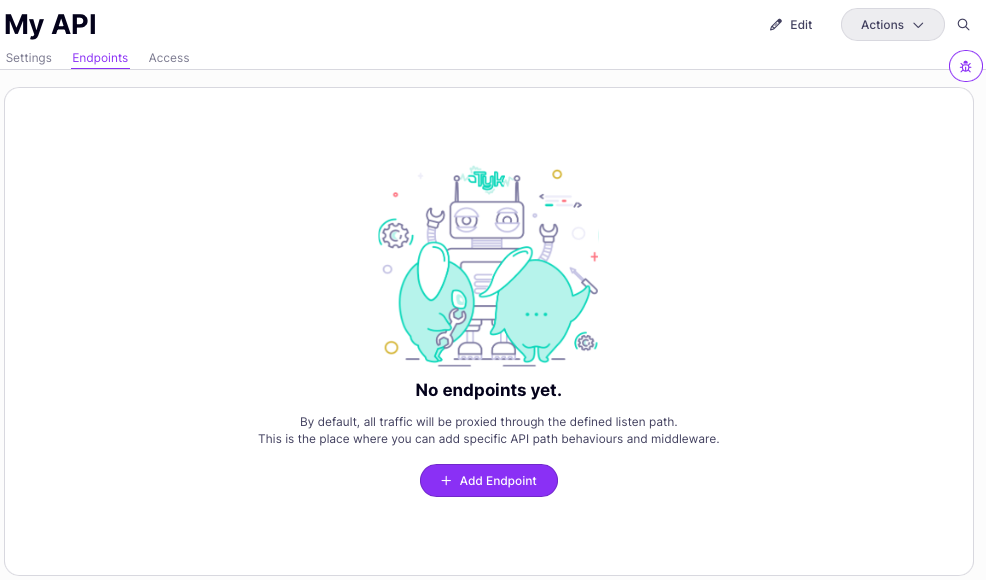 My API
Edit
Actions
Settings
Endpoints
Access
Tyk
No endpoints yet.
By default, all traffic will be proxied through the defined listen path.
This is the place where you can add specific API path behaviours and middleware.
+ Add Endpoint